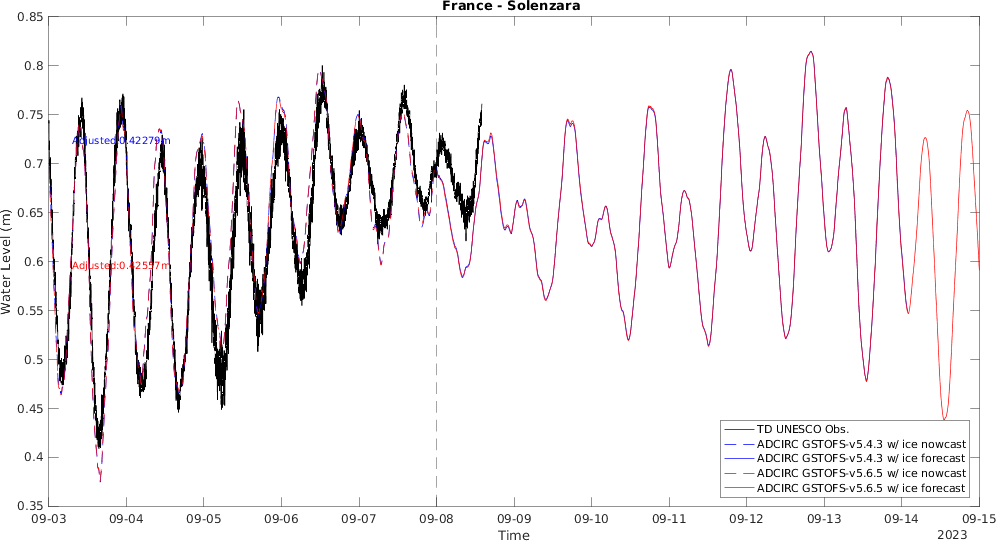 France - Solenzara
0.85
0.8
0.75
0.7
0.65
0.6
0.55
0.5
0.45
0.4
0.35
Water Level (m)
Adjusted:0.42279m
Adjusted:0.42557m
TD UNESCO Obs.
ADCIRC GSTOFS-v5.4.3 w/ ice nowcast
ADCIRC GSTOFS-v5.4.3 w/ ice forecast
ADCIRC GSTOFS-v5.6.5 w/ ice nowcast
ADCIRC GSTOFS-v5.6.5 w/ ice forecast
09-03 09-04 09-05 09-06 09-07 09-08 09-09 09-10 09-11 09-12 09-13 09-14 09-15
Time
2023